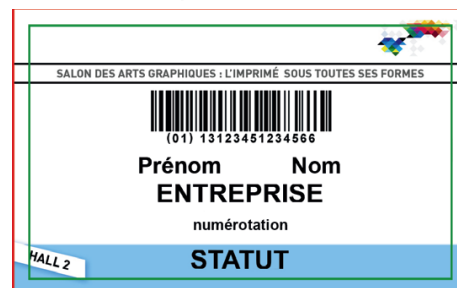 SALON DES ARTS GRAPHIQUES : L'IMPRIMÉ SOUS TOUTES SES FORMES
(01) 13123451234566
Prénom Nom
ENTREPRISE
numérotation
HALL 2
STATUT